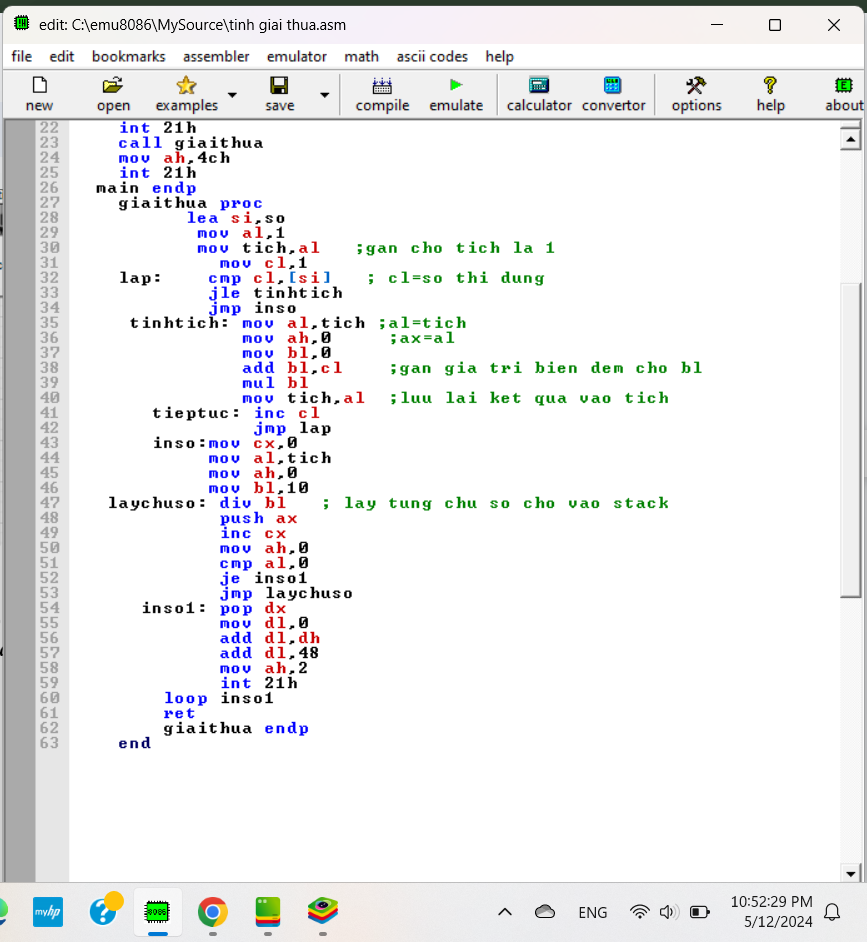 edit: C:\emu8086\MySource\tinh giai thua.asm
file edit bookmarks assembler emulator math ascii codes help
new open examples save compile emulate calculator convertor options help about
22 int 21h
23 call giaithua
24 mov ah,4ch
25 int 21h
26 main endp
27 giaithua proc
28 lea si,so
29 mov al,1
30 mov tich,al ;gan cho tich la 1
31 mov cl,1
32 lap: cmp cl,[si] ; cl=so thi dung
33 jle tinhtich
34 jmp inso
35 tinhtich: mov al,tich ;al=tich
36 mov ah,0 ;ax=al
37 mov bl,0
38 add bl,cl ;gan gia tri bien dem cho bl
39 mul bl
40 mov tich,al ;luu lai ket qua vao tich
41 tieptuc: inc cl
42 jmp lap
43 inso:mov cx,0
44 mov al,tich
45 mov ah,0
46 mov bl,10
47 laychuso: div bl ; lay tung chu so cho vao stack
48 push ax
49 inc cx
50 mov ah,0
51 cmp al,0
52 je inso1
53 jmp laychuso
54 inso1: pop dx
55 mov dl,0
56 add dl,dh
57 add dl,48
58 mov ah,2
59 int 21h
60 loop inso1
61 ret
62 giaithua endp
63 end
myhp 8086 ENG 10:52:29 PM
5/12/2024